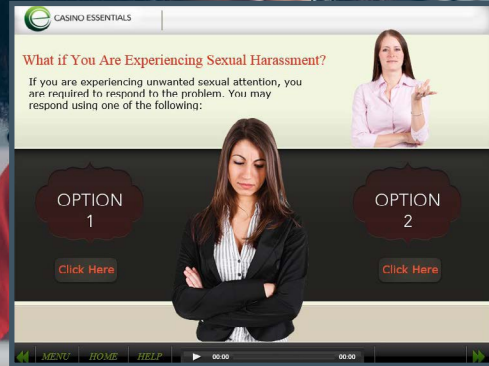 CASINO ESSENTIALS
What if You Are Experiencing Sexual Harassment?
If you are experiencing unwanted sexual attention, you
are required to respond to the problem. You may
respond using one of the following:
OPTION
1
Click Here
OPTION
2
Click Here
MENU HOME HELP 00:00 00:00